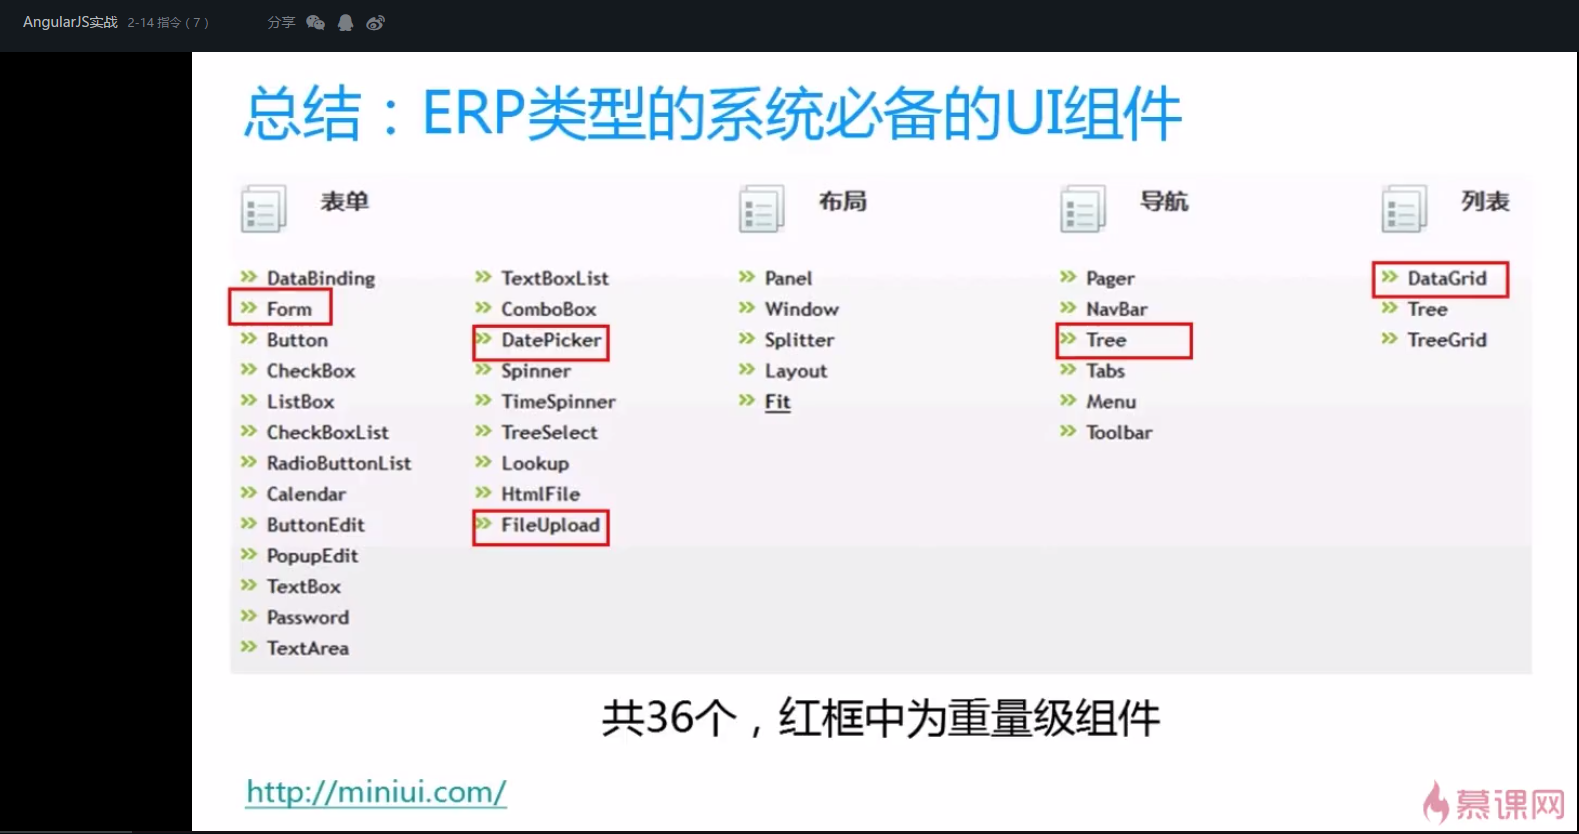 AngularJS实战 2-14 指令 ( 7 ) 分享
总结：ERP类型的系统必备的UI组件
表单
DataBinding
Form
Button
CheckBox
ListBox
CheckBoxList
RadioButtonList
Calendar
ButtonEdit
PopupEdit
TextBox
Password
TextArea
TextBoxList
ComboBox
DatePicker
Spinner
TimeSpinner
TreeSelect
Lookup
HtmlFile
FileUpload
布局
Panel
Window
Splitter
Layout
Fit
导航
Pager
NavBar
Tree
Tabs
Menu
Toolbar
列表
DataGrid
Tree
TreeGrid
共36个，红框中为重量级组件
http://miniui.com/
慕课网